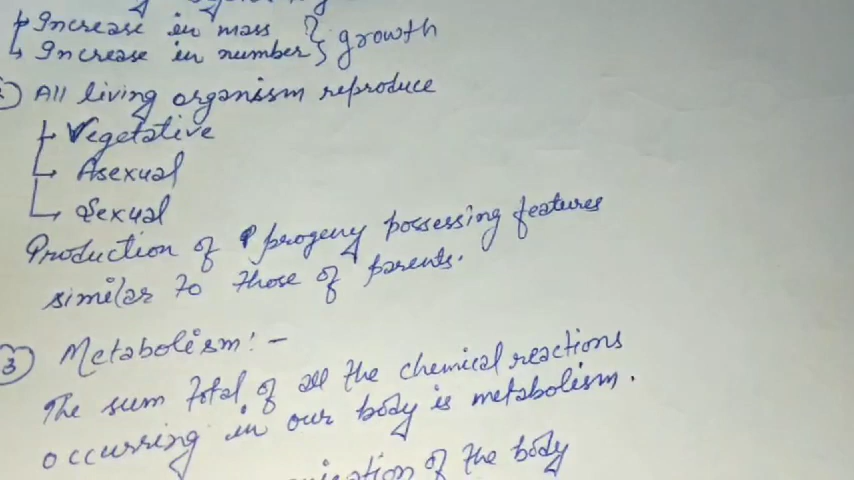 Increase in mass } growth
Increase in number
All living organism reproduce
Vegetative
Asexual
Sexual
Production of progeny possessing features
similar to those of parents.
3 Metabolism:-
The sum total of all the chemical reactions
occurring in our body is metabolism.
of the body